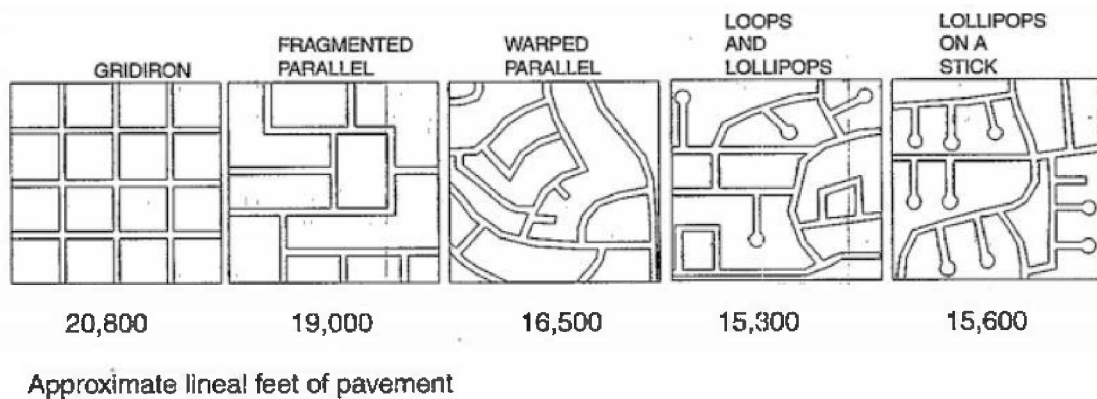 GRIDIRON
FRAGMENTED
PARALLEL
WARPED
PARALLEL
LOOPS
AND
LOLLIPOPS
LOLLIPOPS
ON A
STICK
20,800
19,000
16,500
15,300
15,600
Approximate lineal feet of pavement